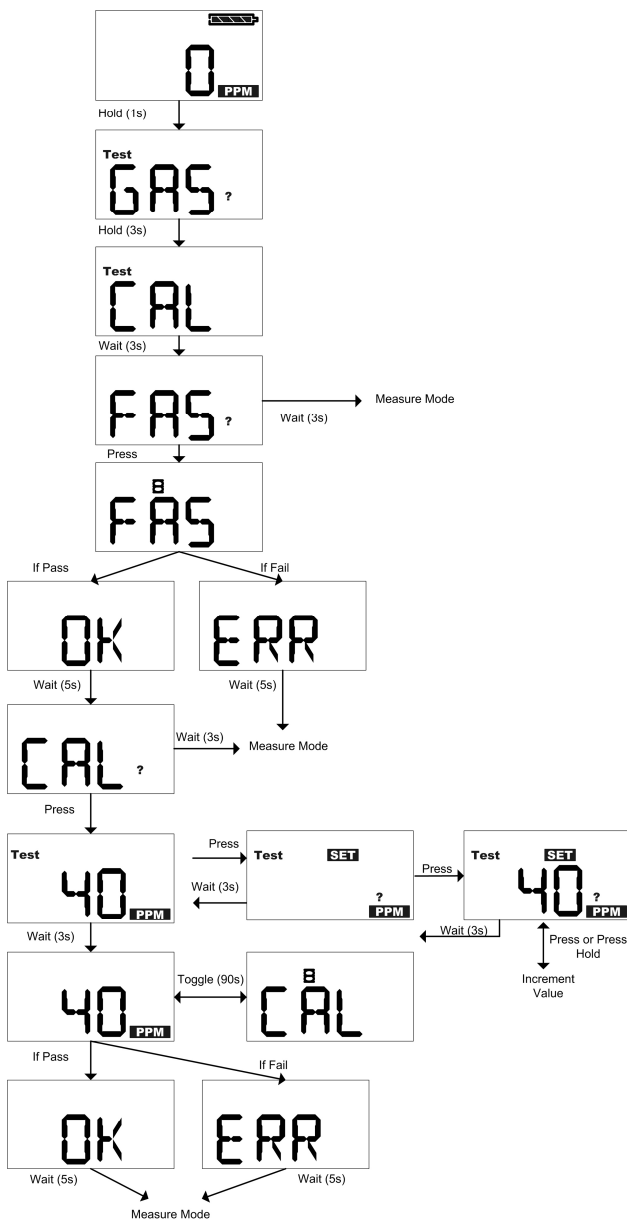 0
PPM
Hold (1s)
Test
GAS ?
Hold (3s)
Test
CAL
Wait (3s)
FAS ?
Wait (3s)
Measure Mode
Press
FAS
If Pass
If Fail
OK
ERR
Wait (5s)
Wait (5s)
CAL ?
Wait (3s)
Measure Mode
Press
Test
40 PPM
Press
Wait (3s)
Test SET
?
PPM
Press
Wait (3s)
Test SET
40 ?
PPM
Press or Press
Hold
Increment
Value
Wait (3s)
40 PPM
Toggle (90s)
CAL
If Pass
If Fail
OK
ERR
Wait (5s)
Wait (5s)
Measure Mode